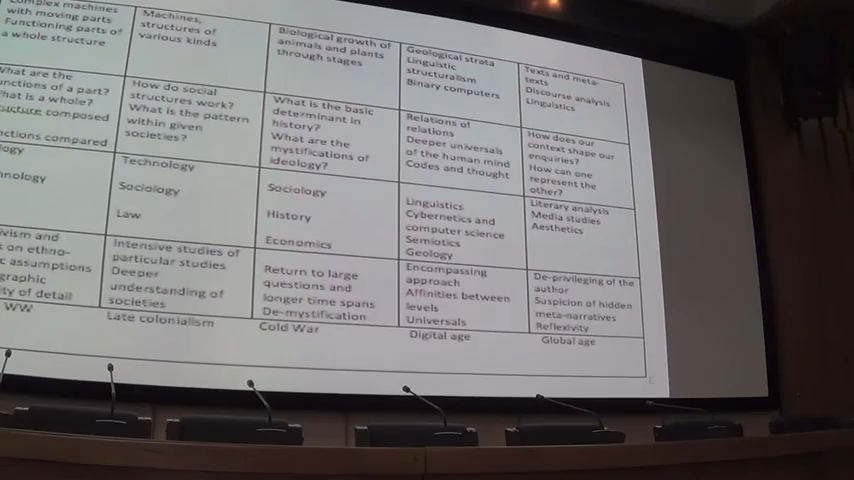 complex machines
with moving parts
Functioning parts of
a whole structure
Machines,
structures of
various kinds
Biological growth of
animals and plants
through stages
Geological strata
Linguistic
structuralism
Binary computers
Texts and meta-
texts
Discourse analysis
Linguistics
What are the
functions of a part?
What is a whole?
composed
compared
How do social
structures work?
What is the pattern
within given
societies?
What is the basic
determinant in
history?
What are the
mystifications of
ideology?
Relations of
relations
Deeper universals
of the human mind
Codes and thought
How does our
context shape our
enquiries?
How can one
represent the
other?
Technology
Sociology
Law
Sociology
History
Economics
Linguistics
Cybernetics and
computer science
Semiotics
Geology
Literary analysis
Media studies
Aesthetics
and
on ethno-
assumptions
of detail
Intensive studies of
particular studies
Deeper
understanding of
societies
Return to large
questions and
longer time spans
De-mystification
Encompassing
approach
Affinities between
levels
Universals
De-privileging of the
author
Suspicion of hidden
meta-narratives
Reflexivity
WW
Late colonialism
Cold War
Digital age
Global age